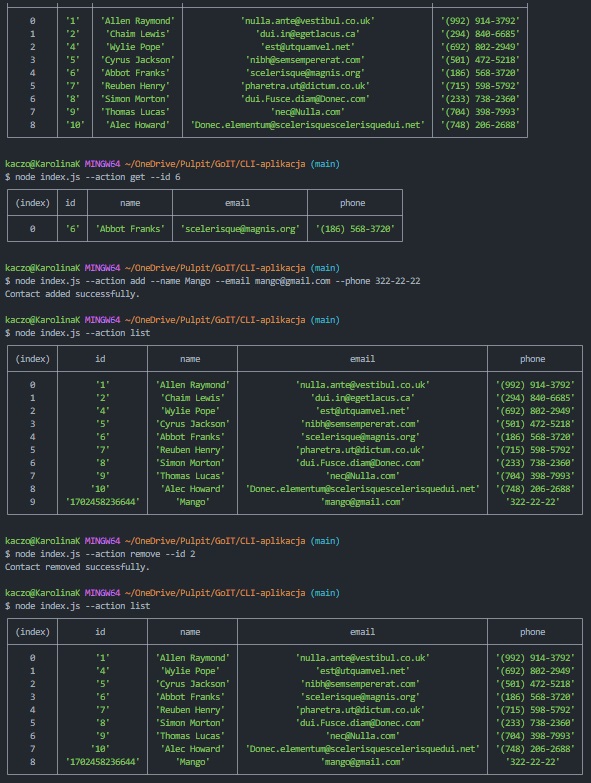 0 '1' 'Allen Raymond' 'nulla.ante@vestibul.co.uk' '(992) 914-3792'
1 '2' 'Chaim Lewis' 'dui.in@egetlacus.ca' '(294) 840-6685'
2 '4' 'Wylie Pope' 'est@utquamvel.net' '(692) 802-2949'
3 '5' 'Cyrus Jackson' 'nibh@semsempererat.com' '(501) 472-5218'
4 '6' 'Abbot Franks' 'scelerisque@magnis.org' '(186) 568-3720'
5 '7' 'Reuben Henry' 'pharetra.ut@dictum.co.uk' '(715) 598-5792'
6 '8' 'Simon Morton' 'dui.Fusce.diam@Donec.com' '(233) 738-2360'
7 '9' 'Thomas Lucas' 'nec@Nulla.com' '(704) 398-7993'
8 '10' 'Alec Howard' 'Donec.elementum@scelerisquescelerisquedui.net' '(748) 206-2688'
kaczo@KarolinaK MINGW64 ~/OneDrive/Pulpit/GoIT/CLI-aplikacja (main)
$ node index.js --action get --id 6
(index) id name email phone
0 '6' 'Abbot Franks' 'scelerisque@magnis.org' '(186) 568-3720'
kaczo@KarolinaK MINGW64 ~/OneDrive/Pulpit/GoIT/CLI-aplikacja (main)
$ node index.js --action add --name Mango --email mango@gmail.com --phone 322-22-22
Contact added successfully.
kaczo@KarolinaK MINGW64 ~/OneDrive/Pulpit/GoIT/CLI-aplikacja (main)
$ node index.js --action list
(index) id name email phone
0 '1' 'Allen Raymond' 'nulla.ante@vestibul.co.uk' '(992) 914-3792'
1 '2' 'Chaim Lewis' 'dui.in@egetlacus.ca' '(294) 840-6685'
2 '4' 'Wylie Pope' 'est@utquamvel.net' '(692) 802-2949'
3 '5' 'Cyrus Jackson' 'nibh@semsempererat.com' '(501) 472-5218'
4 '6' 'Abbot Franks' 'scelerisque@magnis.org' '(186) 568-3720'
5 '7' 'Reuben Henry' 'pharetra.ut@dictum.co.uk' '(715) 598-5792'
6 '8' 'Simon Morton' 'dui.Fusce.diam@Donec.com' '(233) 738-2360'
7 '9' 'Thomas Lucas' 'nec@Nulla.com' '(704) 398-7993'
8 '10' 'Alec Howard' 'Donec.elementum@scelerisquescelerisquedui.net' '(748) 206-2688'
9 '1702458236644' 'Mango' 'mango@gmail.com' '322-22-22'
kaczo@KarolinaK MINGW64 ~/OneDrive/Pulpit/GoIT/CLI-aplikacja (main)
$ node index.js --action remove --id 2
Contact removed successfully.
kaczo@KarolinaK MINGW64 ~/OneDrive/Pulpit/GoIT/CLI-aplikacja (main)
$ node index.js --action list
(index) id name email phone
0 '1' 'Allen Raymond' 'nulla.ante@vestibul.co.uk' '(992) 914-3792'
1 '4' 'Wylie Pope' 'est@utquamvel.net' '(692) 802-2949'
2 '5' 'Cyrus Jackson' 'nibh@semsempererat.com' '(501) 472-5218'
3 '6' 'Abbot Franks' 'scelerisque@magnis.org' '(186) 568-3720'
4 '7' 'Reuben Henry' 'pharetra.ut@dictum.co.uk' '(715) 598-5792'
5 '8' 'Simon Morton' 'dui.Fusce.diam@Donec.com' '(233) 738-2360'
6 '9' 'Thomas Lucas' 'nec@Nulla.com' '(704) 398-7993'
7 '10' 'Alec Howard' 'Donec.elementum@scelerisquescelerisquedui.net' '(748) 206-2688'
8 '1702458236644' 'Mango' 'mango@gmail.com' '322-22-22'